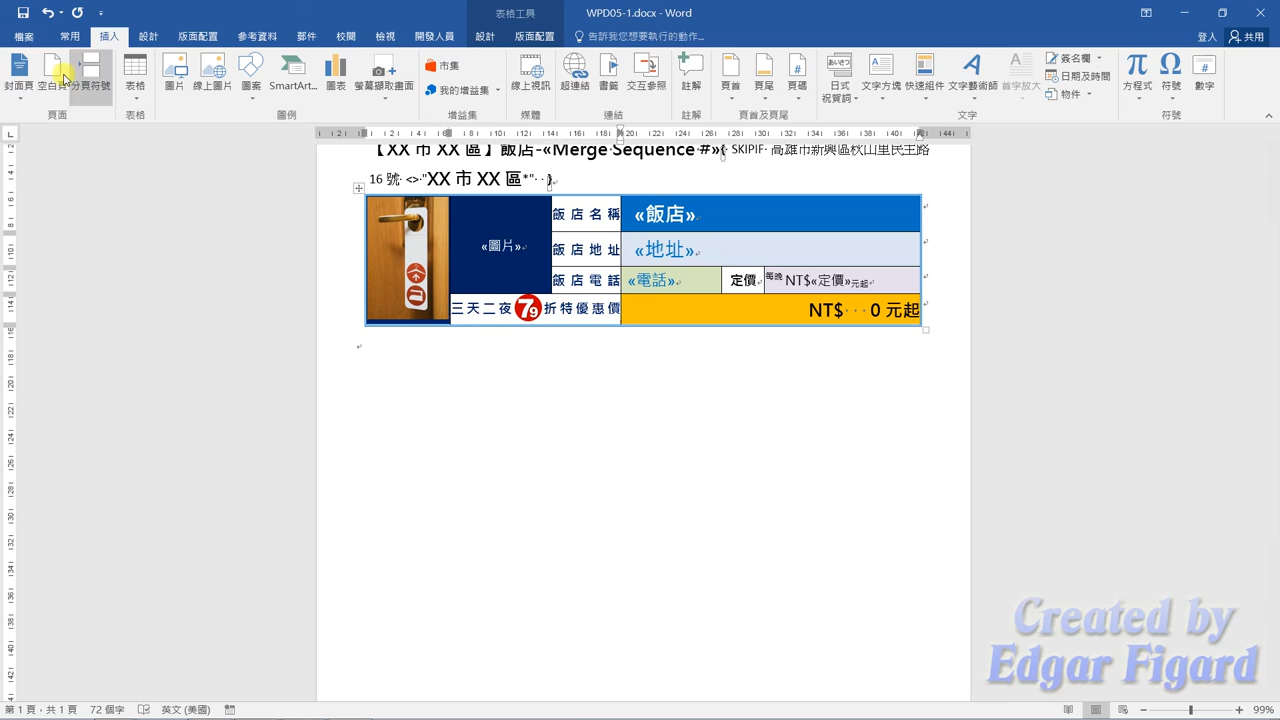 表格工具
WPD05-1.docx - Word
檔案 常用 插入 設計 版面配置 參考資料 郵件 校閱 檢視 開發人員 設計 版面配置 告訴我您想要執行的動作...
登入 共用
封面頁 空白頁 分頁符號 表格 圖片 線上圖片 圖案 SmartArt... 圖表 螢幕擷取畫面 市集 我的增益集 線上視訊 超連結 書籤 交互參照 註解 頁首 頁尾 頁碼 日式祝賀詞 文字方塊 快速組件 文字藝術師 首字放大 簽名欄 日期及時間 物件 方程式 符號 數字
頁面 表格 圖例 增益集 媒體 連結 註解 頁首及頁尾 文字 符號
【XX 市 XX 區】飯店-«Merge Sequence #»{ SKIPIF 高雄市新興區秋山里民主路
16 號 <> "XX 市 XX 區*" }
«圖片»
飯店名稱 «飯店»
飯店地址 «地址»
飯店電話 «電話» 定價 每晚 NT$«定價»元起
三天二夜 79 折特優惠價 NT$ 0 元起
Created by
Edgar Figard
第 1 頁，共 1 頁 72 個字 英文 (美國) 99%